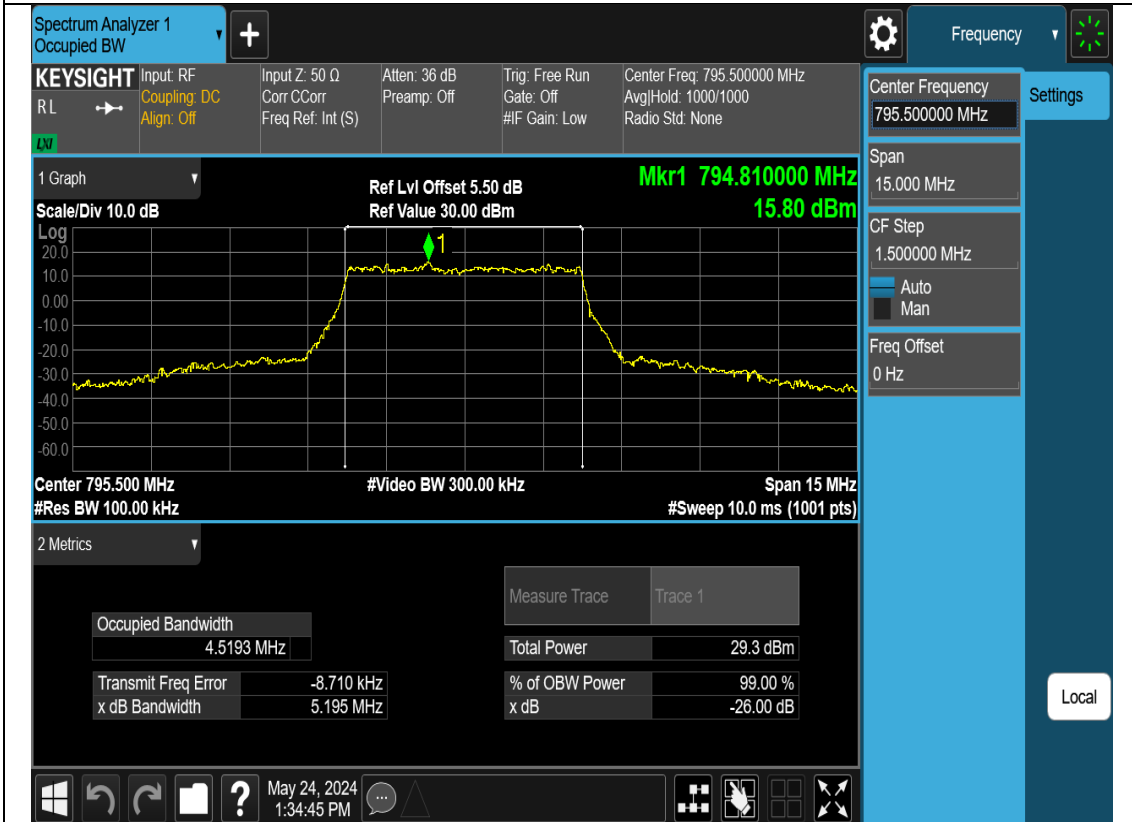 Spectrum Analyzer 1
Occupied BW
+
Frequency
KEYSIGHT
RL
LXI
Input: RF
Coupling: DC
Align: Off
Input Z: 50 Ω
Corr CCorr
Freq Ref: Int (S)
Atten: 36 dB
Preamp: Off
Trig: Free Run
Gate: Off
#IF Gain: Low
Center Freq: 795.500000 MHz
Avg|Hold: 1000/1000
Radio Std: None
Center Frequency
795.500000 MHz
Settings
Span
15.000 MHz
CF Step
1.500000 MHz
Auto
Man
Freq Offset
0 Hz
Local
1 Graph
Scale/Div 10.0 dB
Ref Lvl Offset 5.50 dB
Ref Value 30.00 dBm
Mkr1 794.810000 MHz
15.80 dBm
Log
1
20.0
10.0
0.00
-10.0
-20.0
-30.0
-40.0
-50.0
-60.0
Center 795.500 MHz
#Video BW 300.00 kHz
Span 15 MHz
#Res BW 100.00 kHz
#Sweep 10.0 ms (1001 pts)
2 Metrics
Measure Trace Trace 1
Occupied Bandwidth
4.5193 MHz
Total Power 29.3 dBm
Transmit Freq Error -8.710 kHz
% of OBW Power 99.00 %
x dB Bandwidth 5.195 MHz
x dB -26.00 dB
?
May 24, 2024
1:34:45 PM